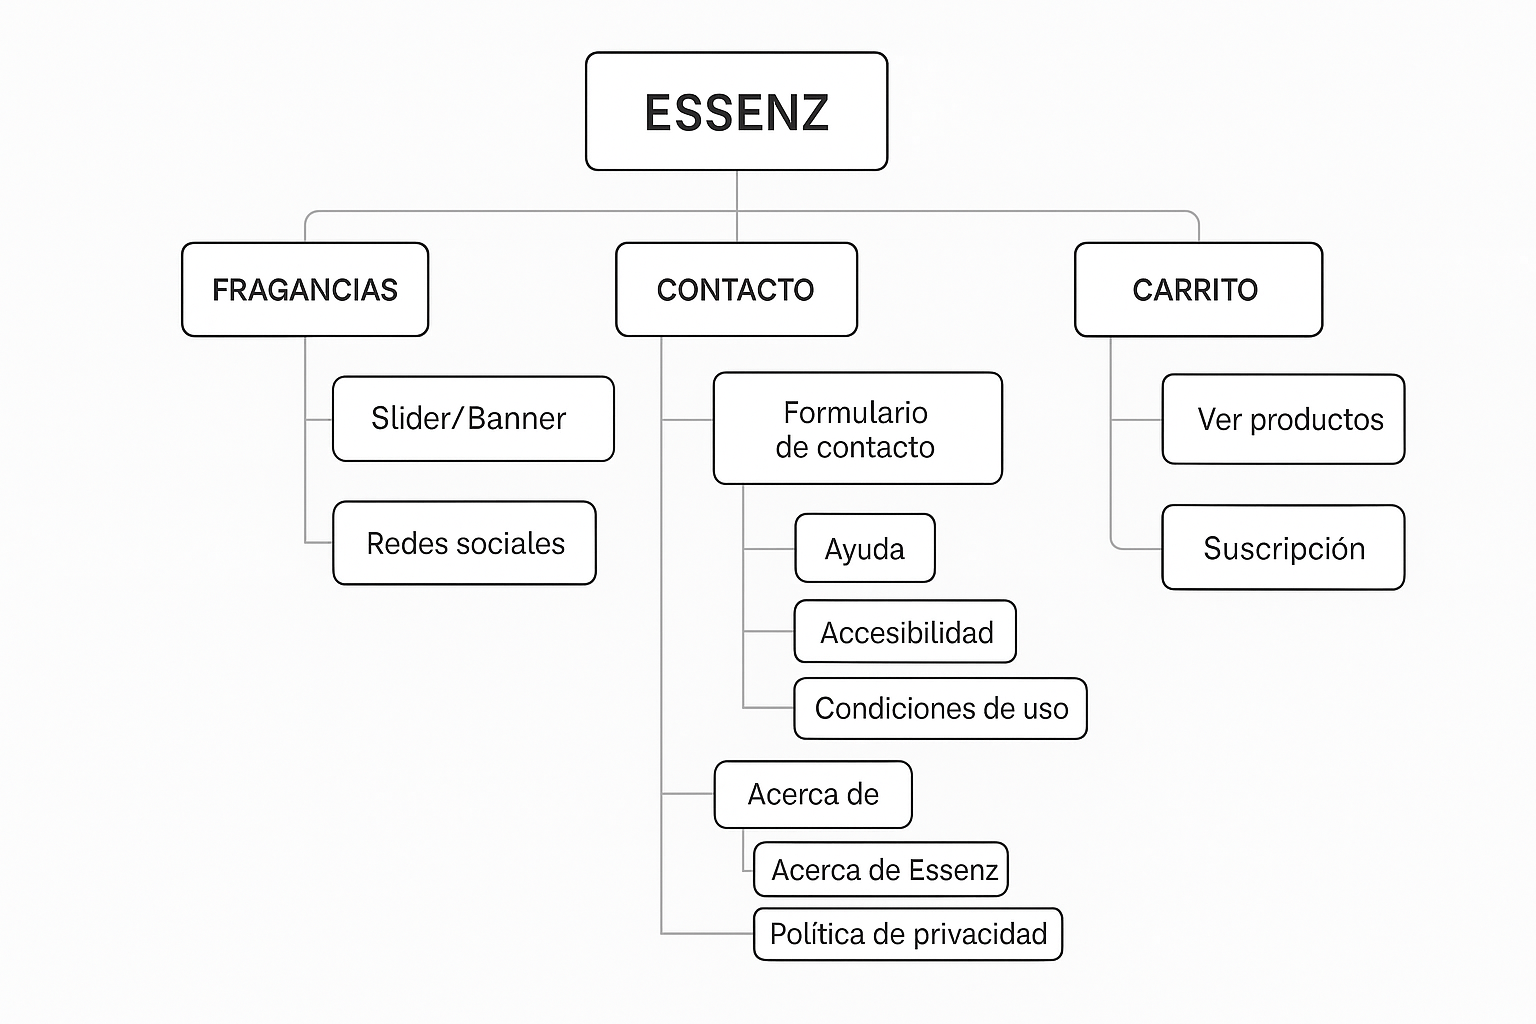 ESSENZ
FRAGANCIAS
Slider/Banner
Redes sociales
CONTACTO
Formulario
de contacto
Ayuda
Accesibilidad
Condiciones de uso
Acerca de
Acerca de Essenz
Política de privacidad
CARRITO
Ver productos
Suscripción